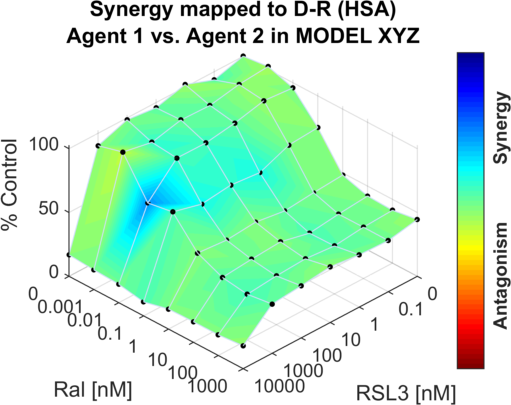 Synergy mapped to D-R (HSA)
Agent 1 vs. Agent 2 in MODEL XYZ
% Control
100
50
0
0
0.001
0.01
0.1
1
10
100
1000
Ral [nM]
0
0.1
1
10
100
1000
10000
RSL3 [nM]
Synergy
Antagonism